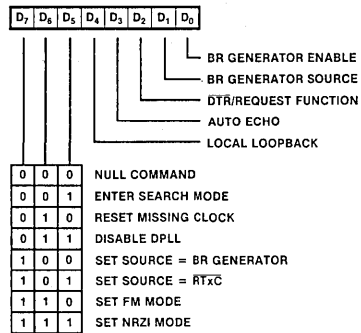 D7 D6 D5 D4 D3 D2 D1 D0
BR GENERATOR ENABLE
BR GENERATOR SOURCE
D̅T̅R̅/REQUEST FUNCTION
AUTO ECHO
LOCAL LOOPBACK
0 0 0 NULL COMMAND
0 0 1 ENTER SEARCH MODE
0 1 0 RESET MISSING CLOCK
0 1 1 DISABLE DPLL
1 0 0 SET SOURCE = BR GENERATOR
1 0 1 SET SOURCE = R̅T̅x̅C̅
1 1 0 SET FM MODE
1 1 1 SET NRZI MODE